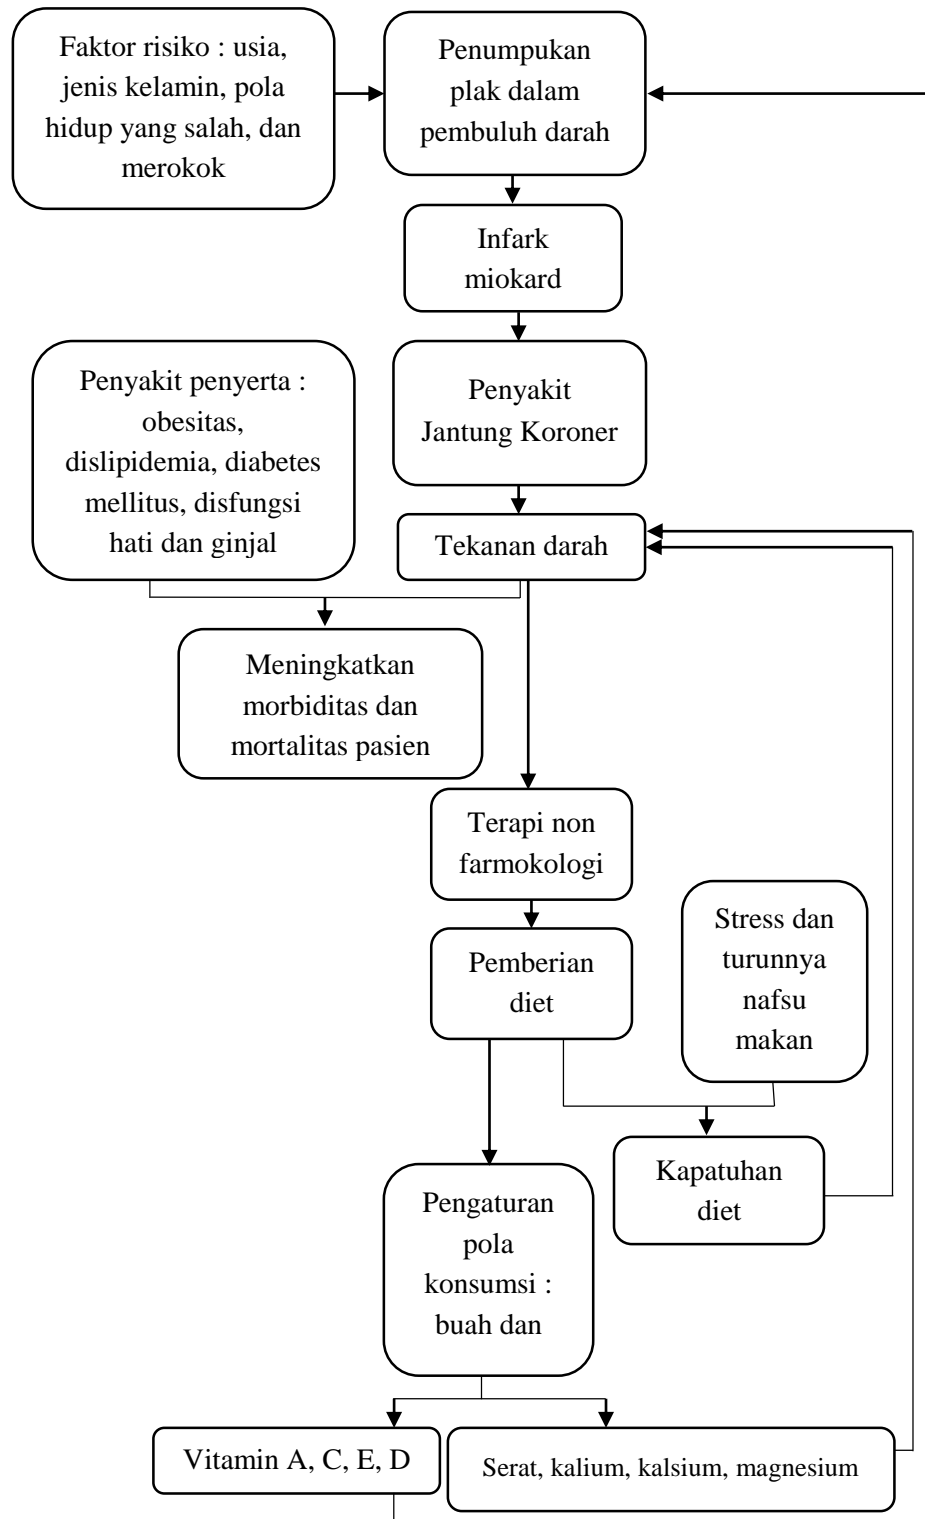 Faktor risiko : usia,
jenis kelamin, pola
hidup yang salah, dan
merokok
Penumpukan
plak dalam
pembuluh darah
Infark
miokard
Penyakit penyerta :
obesitas,
dislipidemia, diabetes
mellitus, disfungsi
hati dan ginjal
Penyakit
Jantung Koroner
Tekanan darah
Meningkatkan
morbiditas dan
mortalitas pasien
Terapi non
farmokologi
Pemberian
diet
Stress dan
turunnya
nafsu
makan
Kapatuhan
diet
Pengaturan
pola
konsumsi :
buah dan
Vitamin A, C, E, D
Serat, kalium, kalsium, magnesium